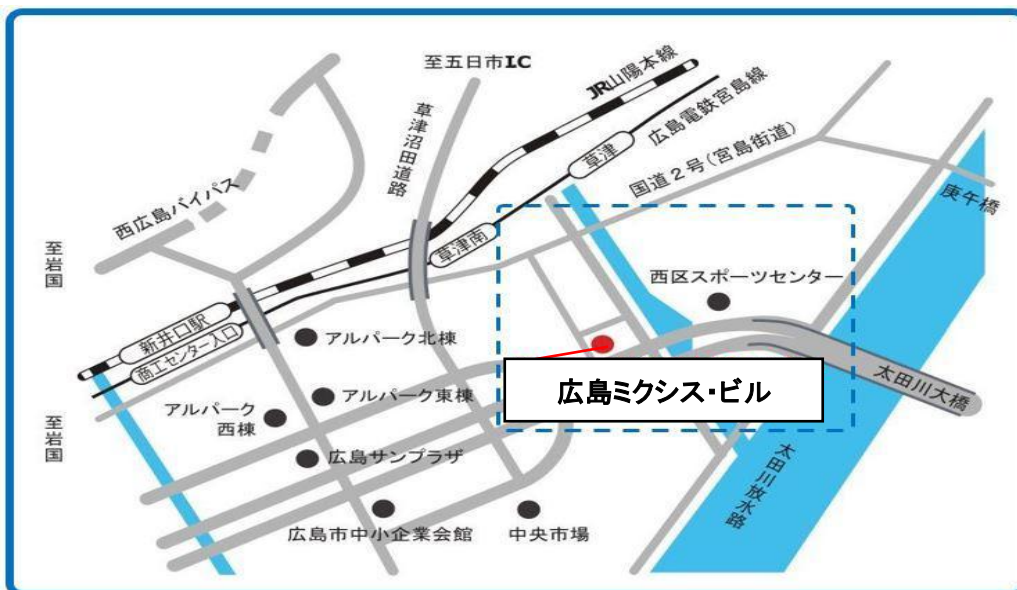 至五日市IC
JR山陽本線
広島電鉄宮島線
草津沼田道路
草津
国道2号(宮島街道)
西広島バイパス
庚午橋
草津南
至岩国
西区スポーツセンター
新井口駅
商工センター入口
アルパーク北棟
広島ミクシス・ビル
太田川大橋
アルパーク東棟
アルパーク
西棟
至岩国
広島サンプラザ
太田川放水路
広島市中小企業会館
中央市場